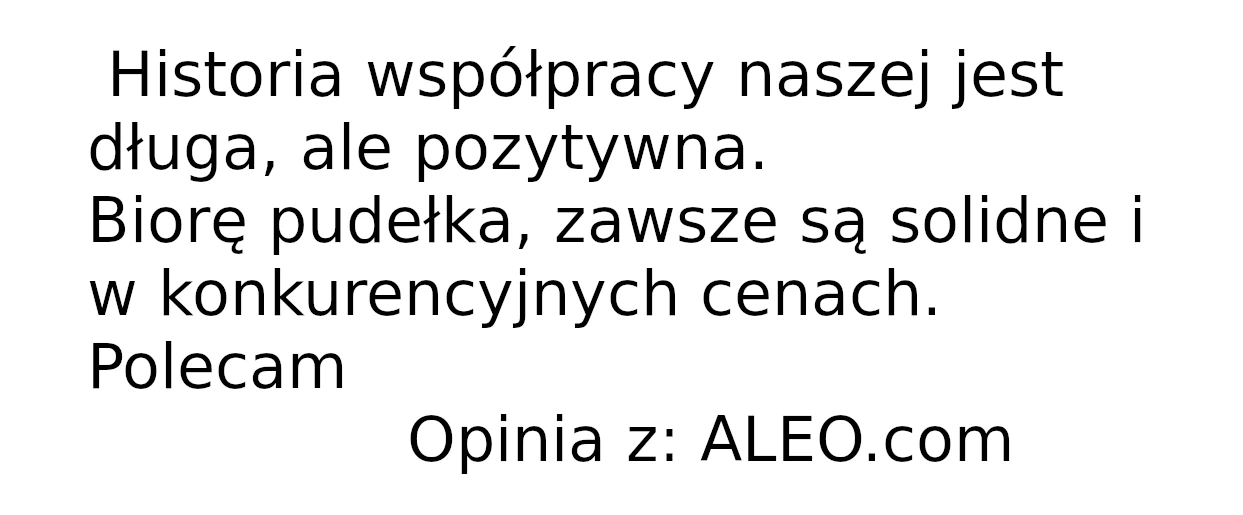 Historia współpracy naszej jest
długa, ale pozytywna.
Biorę pudełka, zawsze są solidne i
w konkurencyjnych cenach.
Polecam
Opinia z: ALEO.com